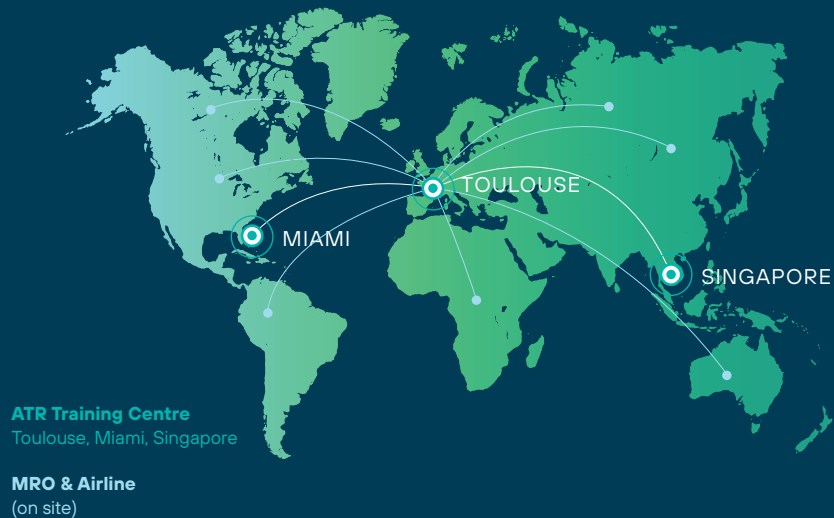 TOULOUSE
MIAMI
SINGAPORE
ATR Training Centre
Toulouse, Miami, Singapore
MRO & Airline
(on site)